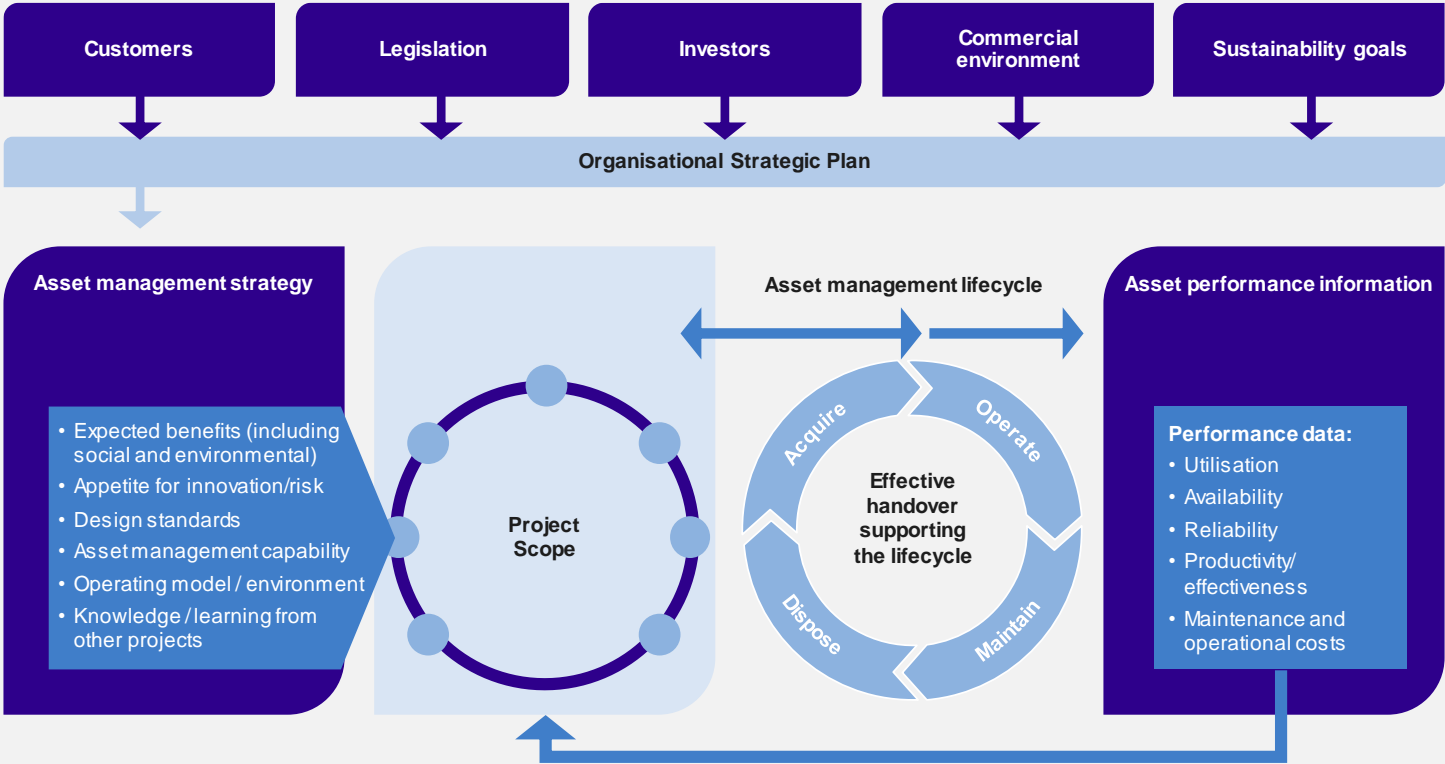 Customers
Legislation
Investors
Commercial
environment
Sustainability goals
Organisational Strategic Plan
Asset management strategy
• Expected benefits (including
social and environmental)
• Appetite for innovation/risk
• Design standards
• Asset management capability
• Operating model / environment
• Knowledge / learning from
other projects
Project
Scope
Asset management lifecycle
Acquire
Operate
Maintain
Dispose
Effective
handover
supporting
the lifecycle
Asset performance information
Performance data:
• Utilisation
• Availability
• Reliability
• Productivity/
effectiveness
• Maintenance and
operational costs